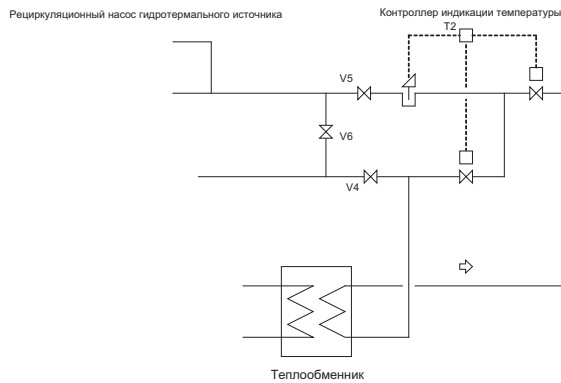 Рециркуляционный насос гидротермального источника
Контроллер индикации температуры
T2
V5
V6
V4
Теплообменник